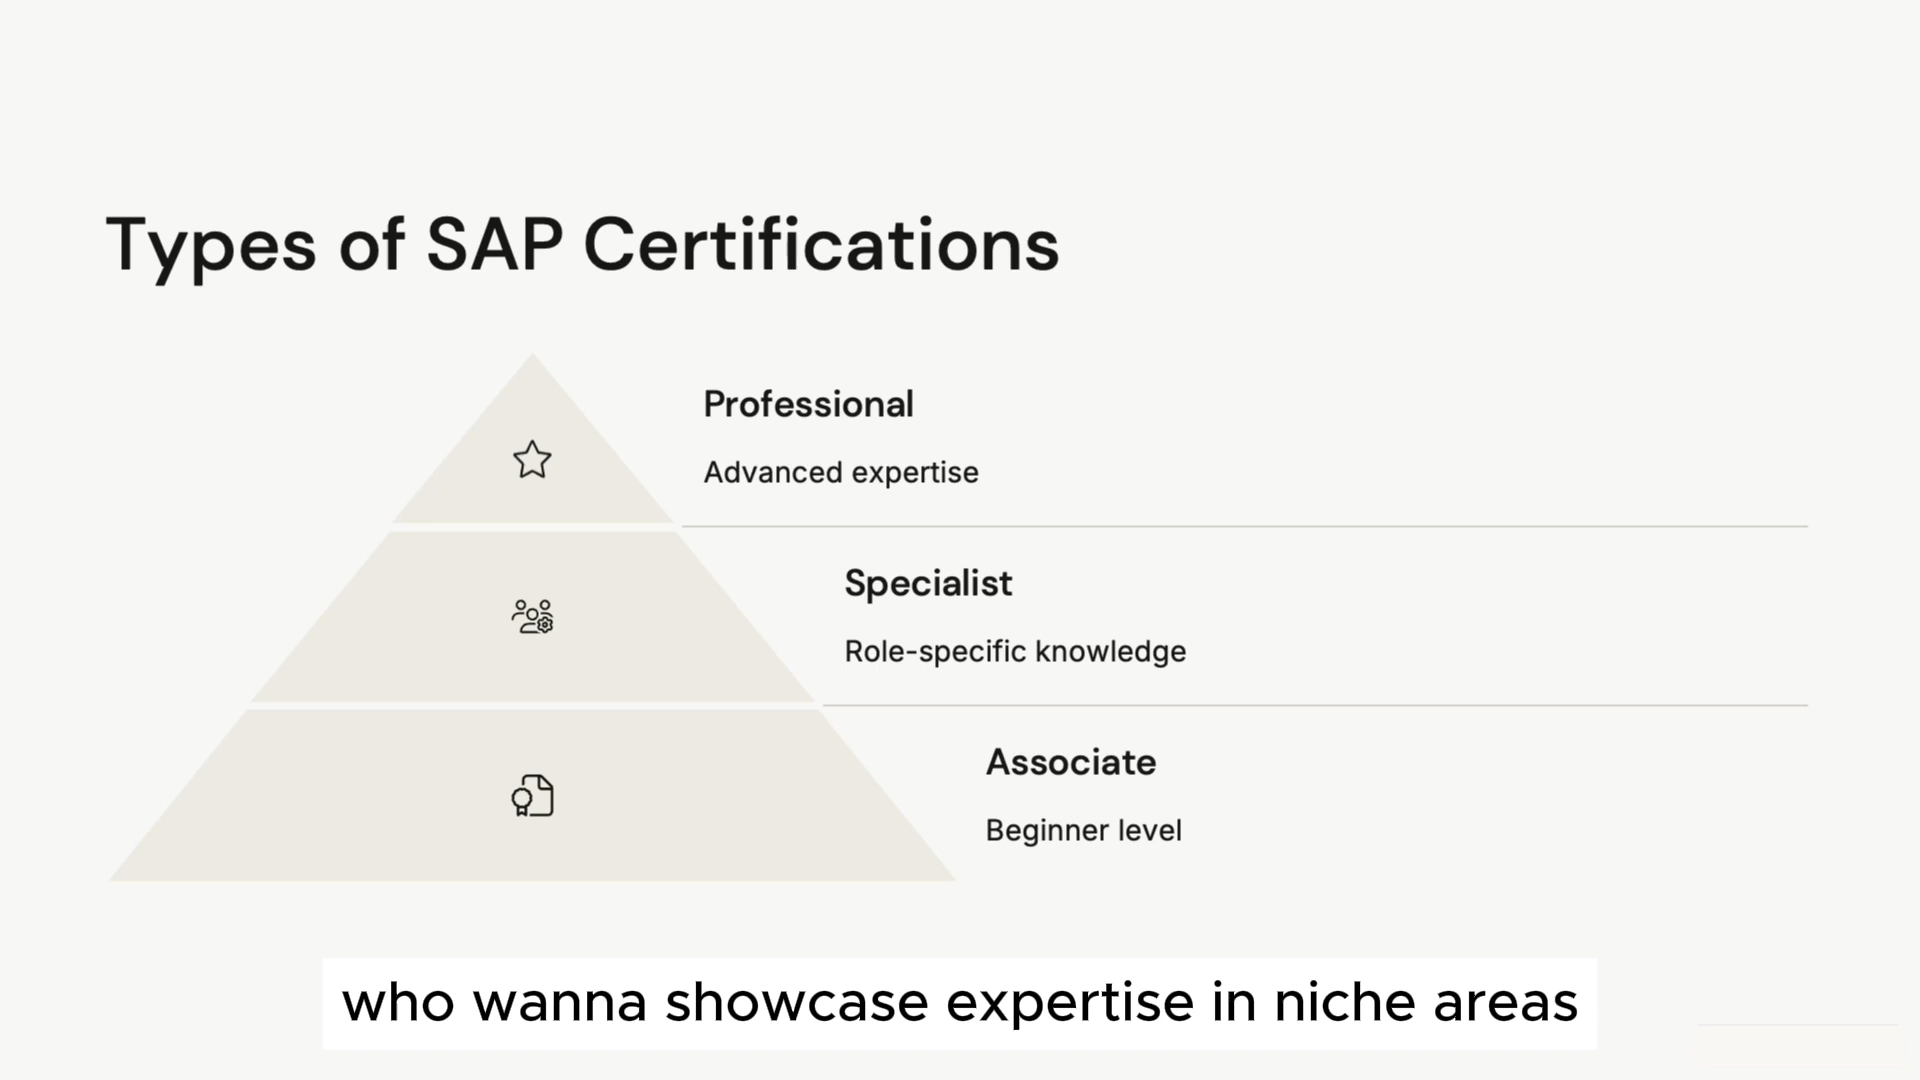 Types of SAP Certifications
Professional
Advanced expertise
Specialist
Role-specific knowledge
Associate
Beginner level
who wanna showcase expertise in niche areas